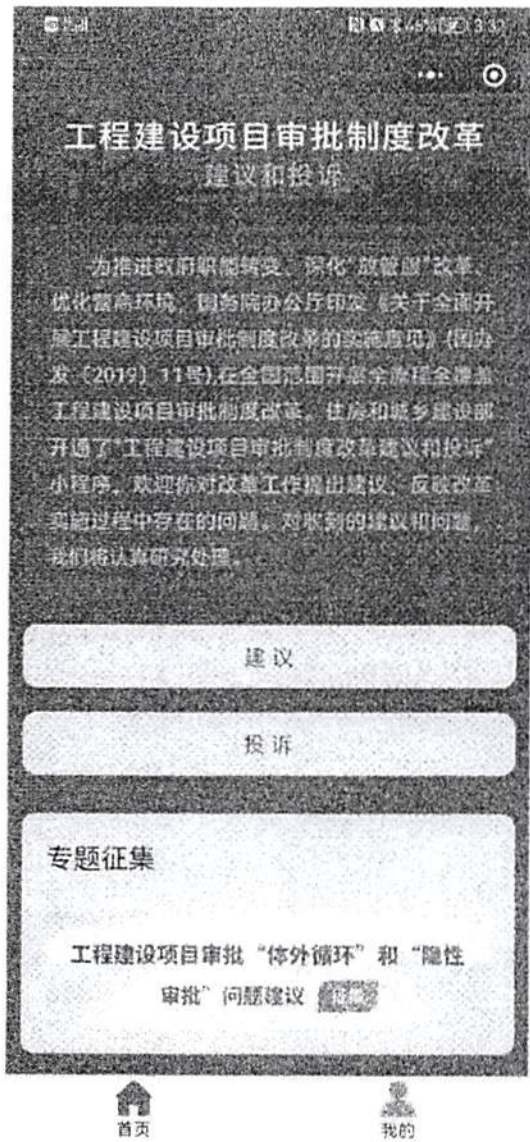 46% 3:37
工程建设项目审批制度改革
建议和投诉
为推进政府职能转变、深化“放管服”改革、
优化营商环境，国务院办公厅印发《关于全面开
展工程建设项目审批制度改革的实施意见》(国办
发〔2019〕11号),在全国范围开展全流程全覆盖
工程建设项目审批制度改革。住房和城乡建设部
开通了“工程建设项目审批制度改革建议和投诉”
小程序，欢迎你对改革工作提出建议，反映改革
实施过程中存在的问题。对收到的建议和问题，
我们将认真研究处理。
建议
投诉
专题征集
工程建设项目审批“体外循环”和“隐性
审批”问题建议
首页
我的